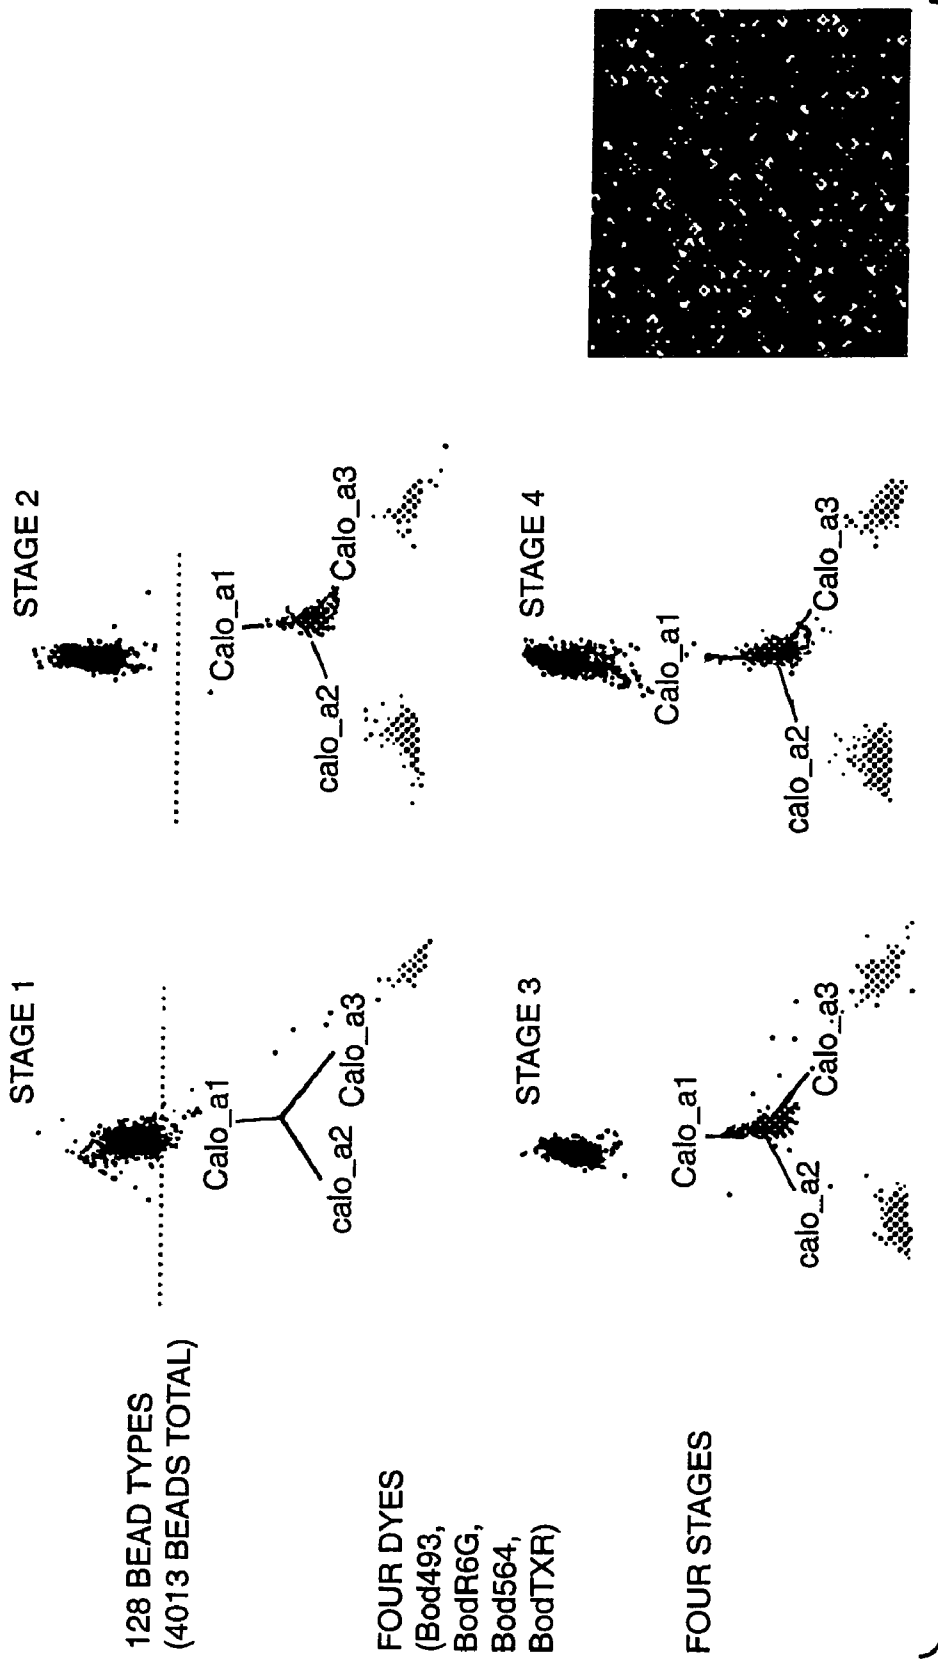 128 BEAD TYPES
(4013 BEADS TOTAL)
FOUR DYES
(Bod493,
BodR6G,
Bod564,
BodTXR)
FOUR STAGES
STAGE 1
Calo_a1
calo_a2
Calo_a3
STAGE 2
Calo_a1
calo_a2
Calo_a3
STAGE 3
Calo_a1
calo_a2
Calo_a3
STAGE 4
Calo_a1
calo_a2
Calo_a3